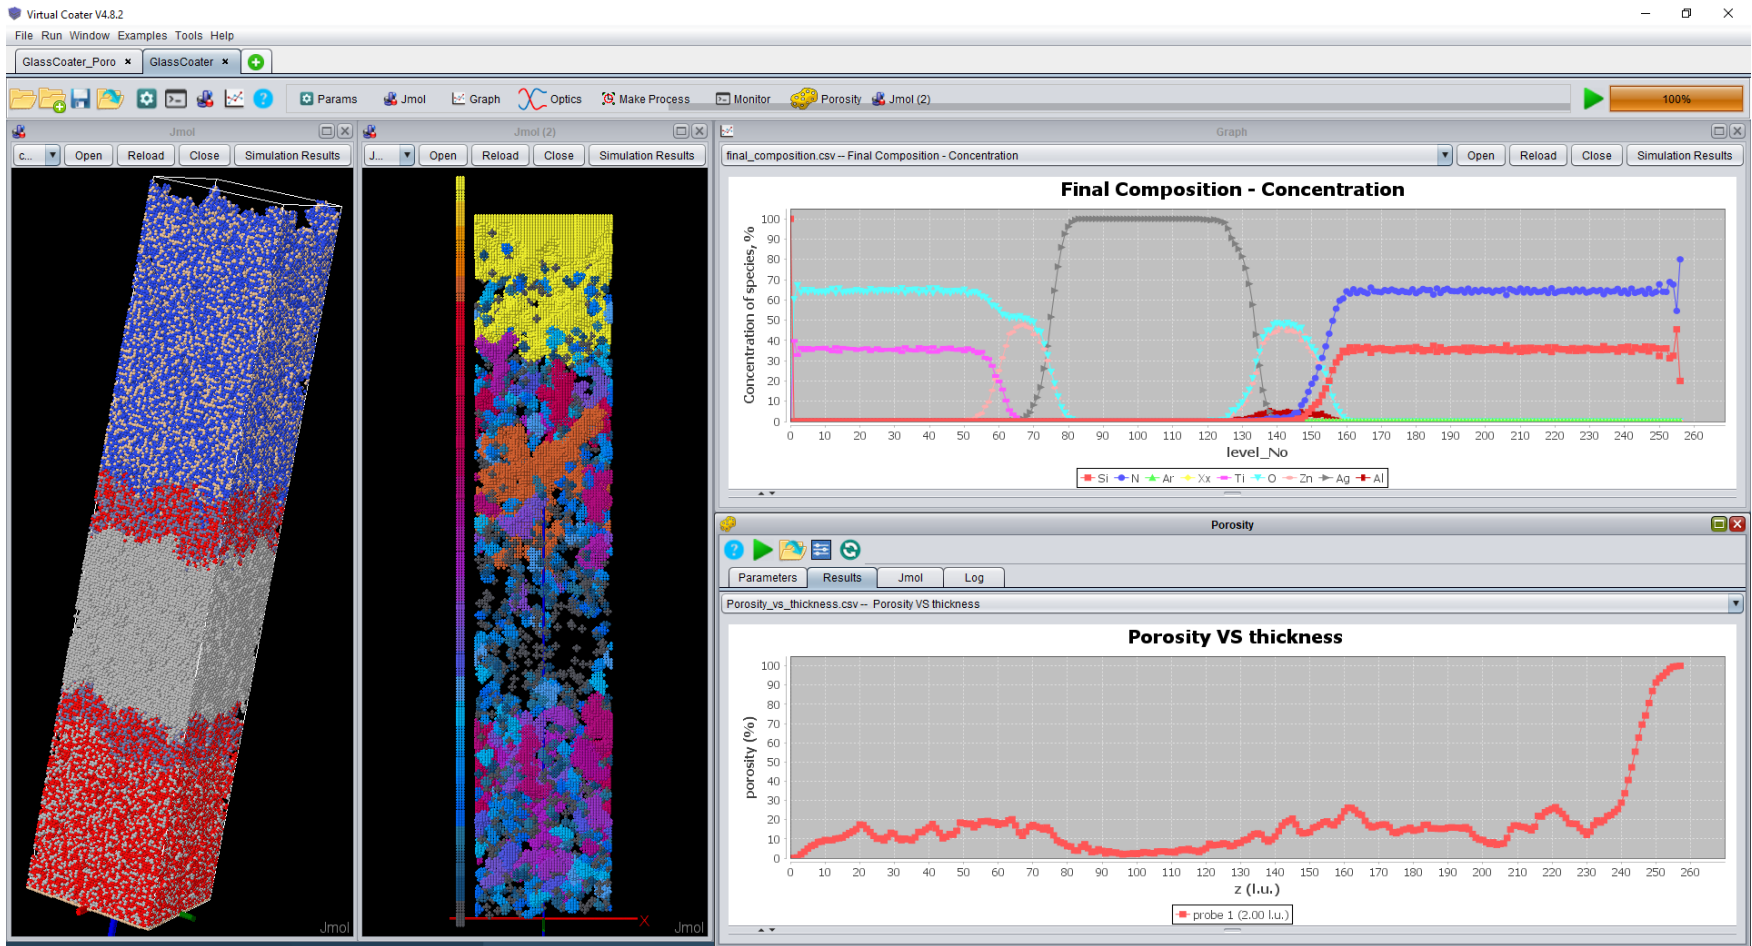 Virtual Coater V4.8.2
File Run Window Examples Tools Help
GlassCoater_Poro GlassCoater
Params Jmol Graph Optics Make Process Monitor Porosity Jmol (2) 100%
Jmol
c... Open Reload Close Simulation Results
Jmol
Jmol (2)
J... Open Reload Close Simulation Results
X
Jmol
Graph
final_composition.csv -- Final Composition - Concentration Open Reload Close Simulation Results
Final Composition - Concentration
Concentration of species, %
100
90
80
70
60
50
40
30
20
10
0
0 10 20 30 40 50 60 70 80 90 100 110 120 130 140 150 160 170 180 190 200 210 220 230 240 250 260
level_No
Si N Ar Xx Ti O Zn Ag Al
Porosity
Parameters Results Jmol Log
Porosity_vs_thickness.csv -- Porosity VS thickness
Porosity VS thickness
porosity (%)
100
90
80
70
60
50
40
30
20
10
0
0 10 20 30 40 50 60 70 80 90 100 110 120 130 140 150 160 170 180 190 200 210 220 230 240 250 260
z (l.u.)
probe 1 (2.00 l.u.)